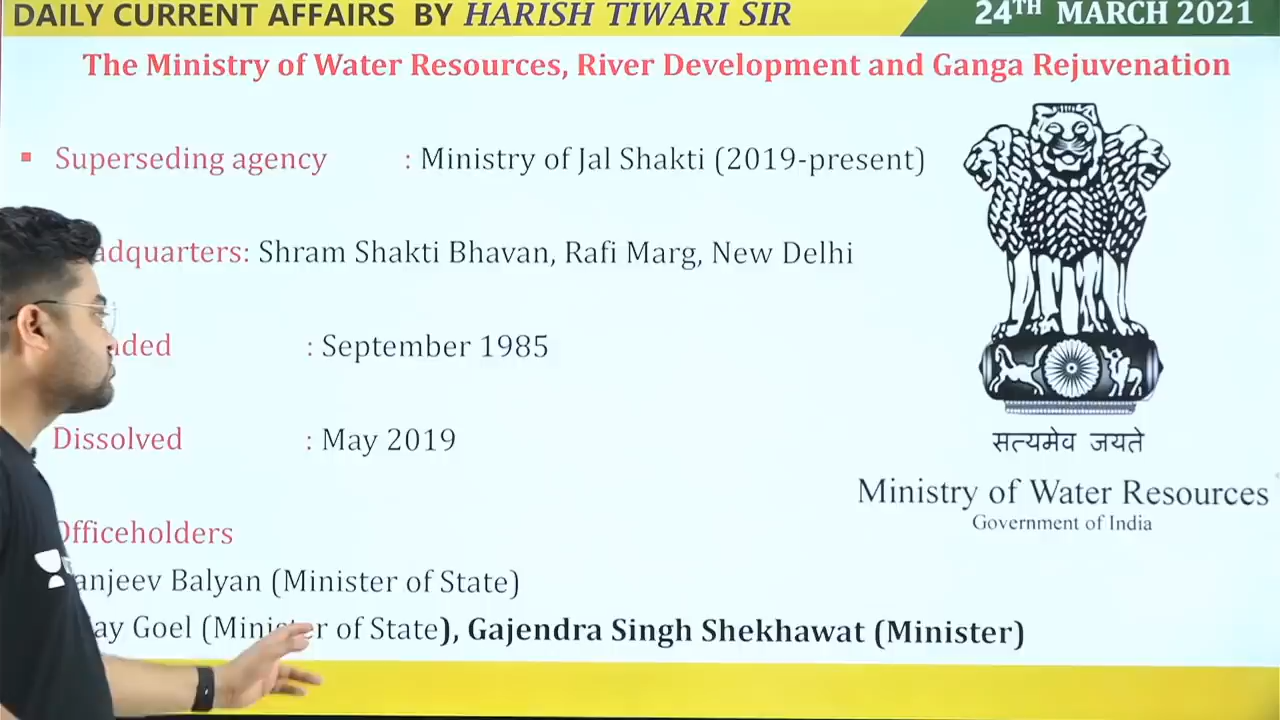 DAILY CURRENT AFFAIRS BY HARISH TIWARI SIR
24TH MARCH 2021
The Ministry of Water Resources, River Development and Ganga Rejuvenation
▪ Superseding agency : Ministry of Jal Shakti (2019-present)
adquarters: Shram Shakti Bhavan, Rafi Marg, New Delhi
ded : September 1985
Dissolved : May 2019
Officeholders
anjeev Balyan (Minister of State)
ay Goel (Minister of State), Gajendra Singh Shekhawat (Minister)
सत्यमेव जयते
Ministry of Water Resources
Government of India